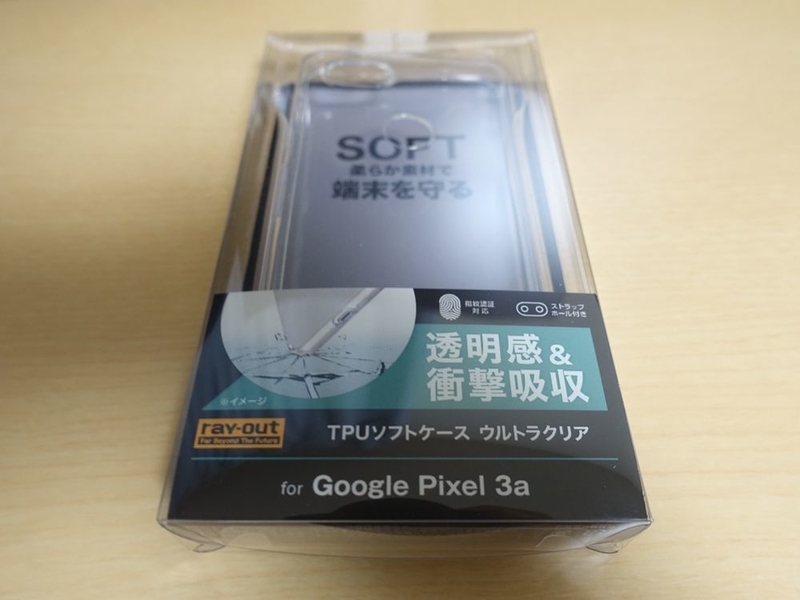 SOFT
柔らか素材で
端末を守る
指紋認証
対応
ストラップ
ホール付き
透明感&
衝撃吸収
※イメージ
ray-out
Far Beyond The Future
TPUソフトケース ウルトラクリア
for Google Pixel 3a